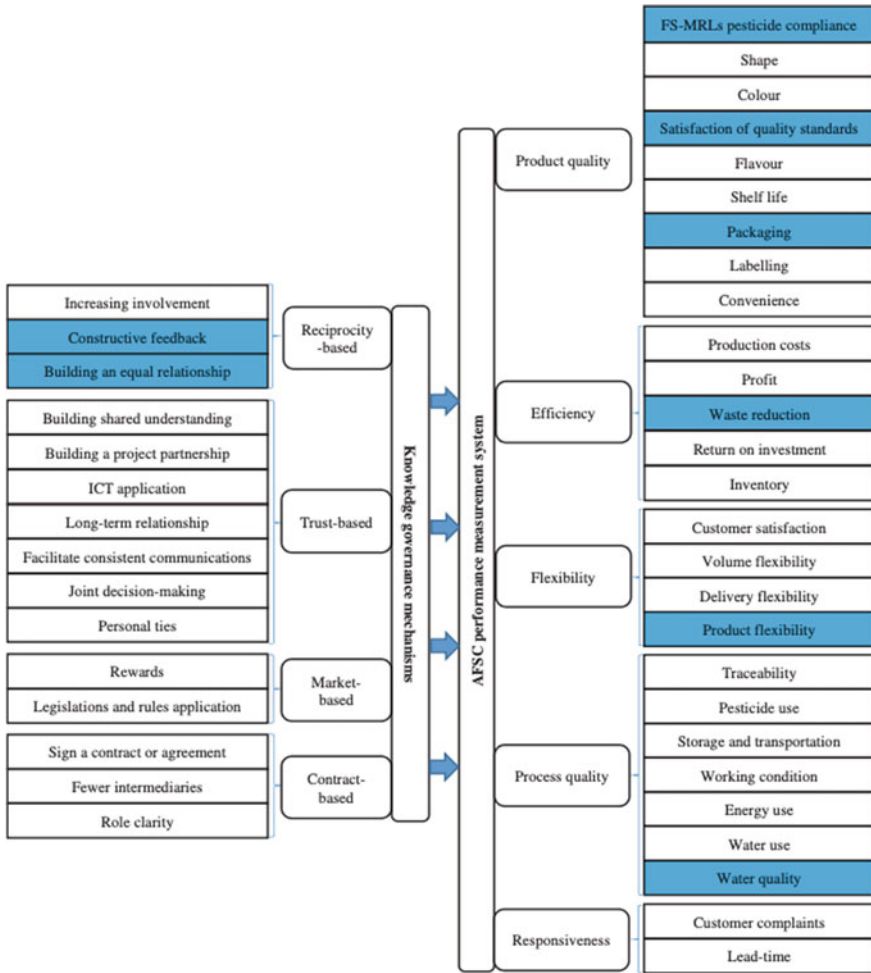 Increasing involvement
Constructive feedback
Building an equal relationship
Reciprocity
-based
Building shared understanding
Building a project partnership
ICT application
Long-term relationship
Facilitate consistent communications
Joint decision-making
Personal ties
Trust-based
Rewards
Legislations and rules application
Market-
based
Sign a contract or agreement
Fewer intermediaries
Role clarity
Contract-
based
Knowledge governance mechanisms
AFSC performance measurement system
Product quality
FS-MRLs pesticide compliance
Shape
Colour
Satisfaction of quality standards
Flavour
Shelf life
Packaging
Labelling
Convenience
Efficiency
Production costs
Profit
Waste reduction
Return on investment
Inventory
Flexibility
Customer satisfaction
Volume flexibility
Delivery flexibility
Product flexibility
Process quality
Traceability
Pesticide use
Storage and transportation
Working condition
Energy use
Water use
Water quality
Responsiveness
Customer complaints
Lead-time